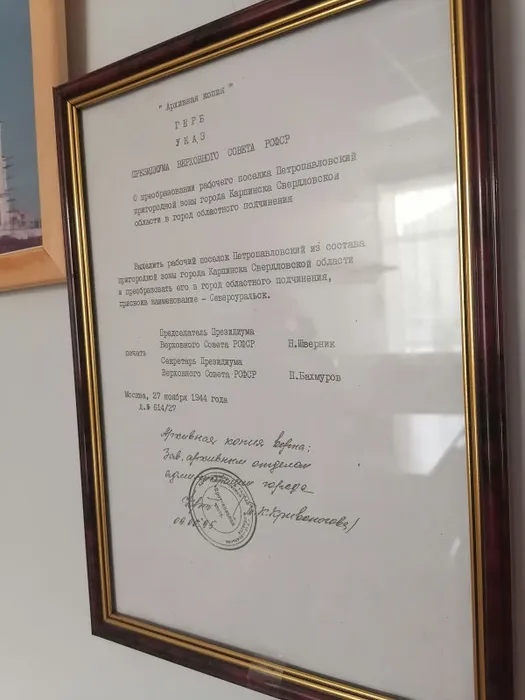 " Архивная копия "
ГЕРБ
УКАЗ
ПРЕЗИДИУМА ВЕРХОВНОГО СОВЕТА РСФСР
О преобразовании рабочего поселка Петропавловский
пригородной зоны города Карпинска Свердловской
области в город областного подчинения
Выделить рабочий поселок Петропавловский из состава
пригородной зоны города Карпинска Свердловской области
и преобразовать его в город областного подчинения,
присвоив наименование - Североуральск.
Председатель Президиума
Верховного Совета РСФСР Н.Шверник
печать
Секретарь Президиума
Верховного Совета РСФСР П.Бахмуров
Москва, 27 ноября 1944 года
д.№ 614/27
Архивная копия верна:
Зав. архивным отделом
администрации города